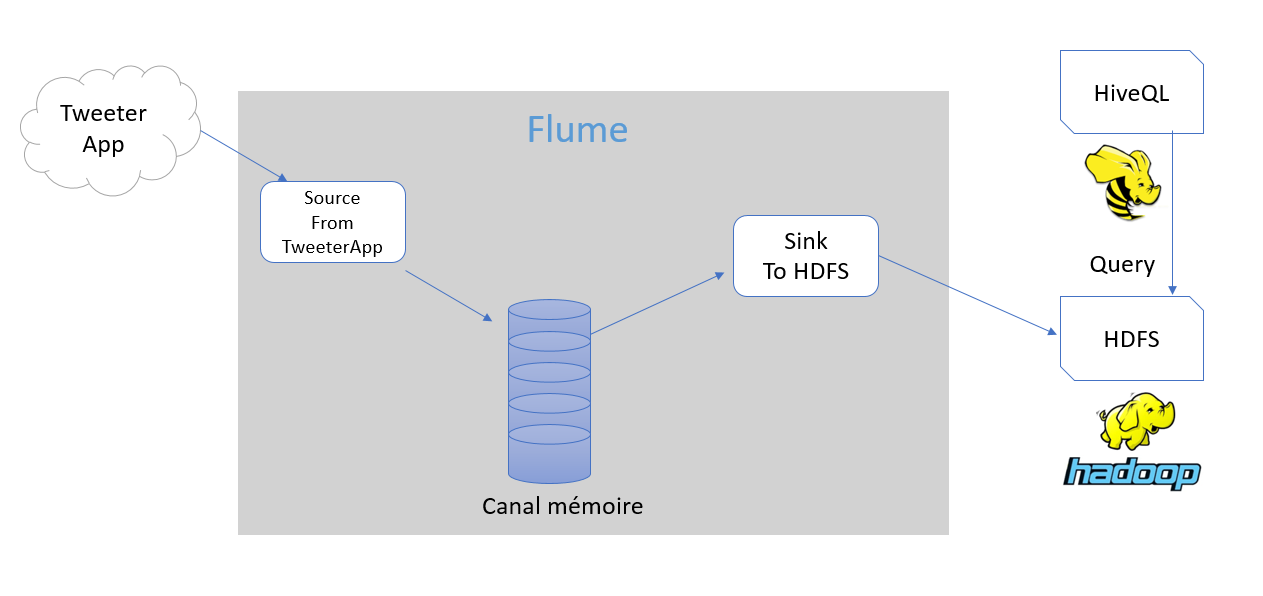 Tweeter
App
Flume
Source
From
TweeterApp
Canal mémoire
Sink
To HDFS
HiveQL
Query
HDFS
hadoop